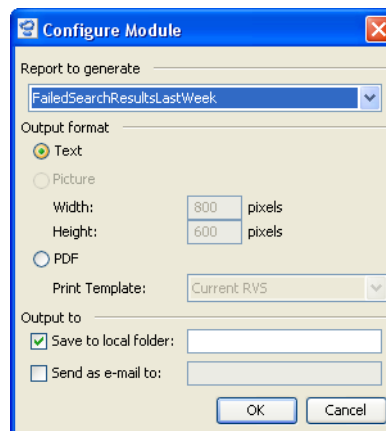 Configure Module
Report to generate
FailedSearchResultsLastWeek
Output format
Text
Picture
Width: 800 pixels
Height: 600 pixels
PDF
Print Template: Current RVS
Output to
Save to local folder:
Send as e-mail to:
OK Cancel